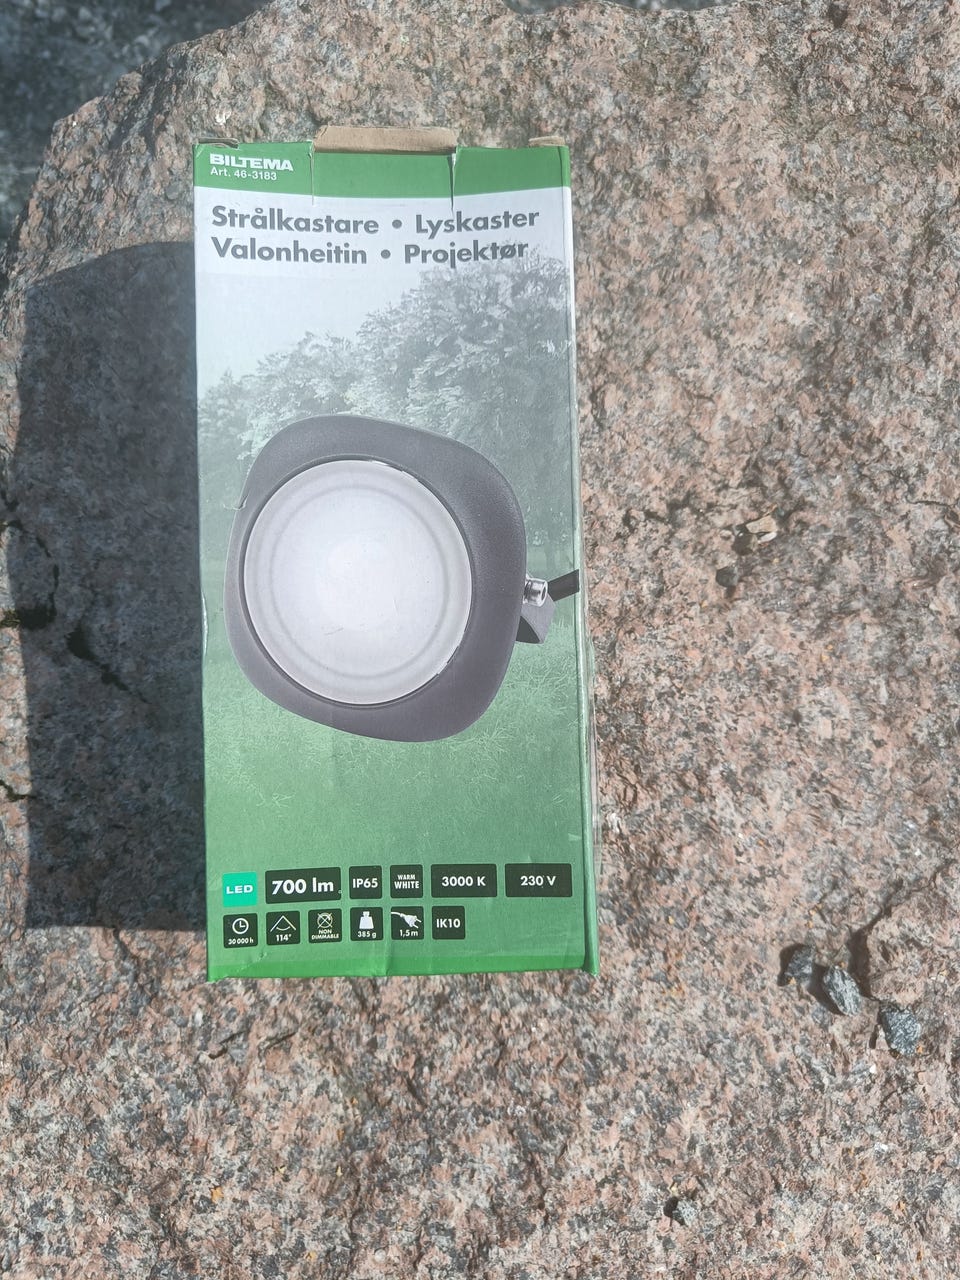 BILTEMA
Art. 46-3183
Strålkastare • Lyskaster
Valonheitin • Projektør
LED 700 lm IP65 WARM WHITE 3000 K 230 V
30 000 h 114° NON DIMMABLE 385 g 1,5 m IK10